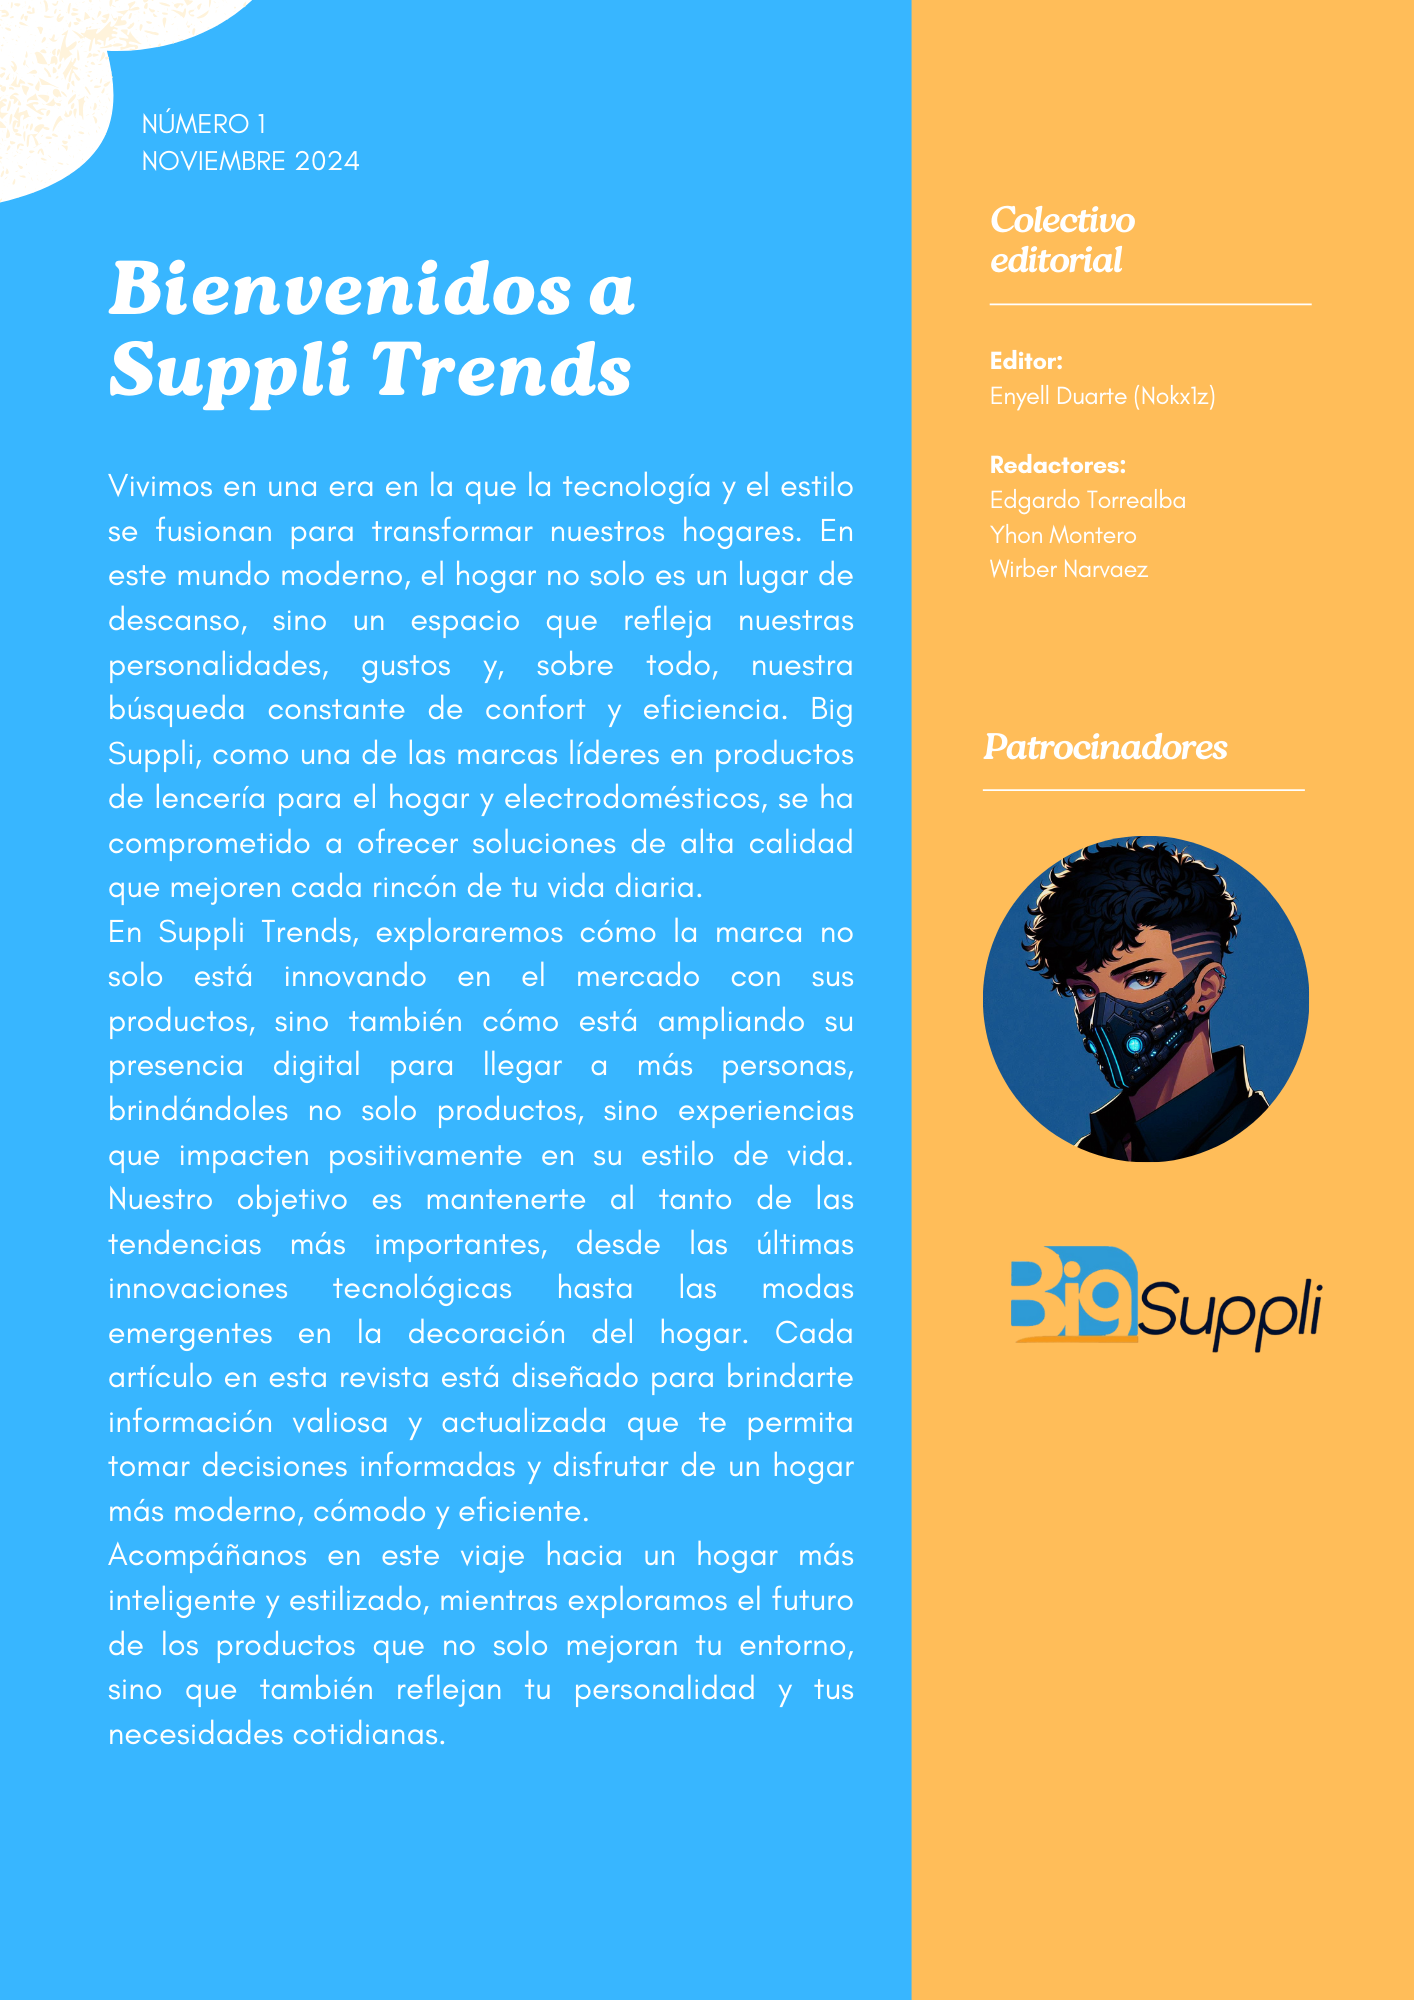 NÚMERO 1
NOVIEMBRE 2024
Bienvenidos a
Suppli Trends
Vivimos en una era en la que la tecnología y el estilo
se fusionan para transformar nuestros hogares. En
este mundo moderno, el hogar no solo es un lugar de
descanso, sino un espacio que refleja nuestras
personalidades, gustos y, sobre todo, nuestra
búsqueda constante de confort y eficiencia. Big
Suppli, como una de las marcas líderes en productos
de lencería para el hogar y electrodomésticos, se ha
comprometido a ofrecer soluciones de alta calidad
que mejoren cada rincón de tu vida diaria.
En Suppli Trends, exploraremos cómo la marca no
solo está innovando en el mercado con sus
productos, sino también cómo está ampliando su
presencia digital para llegar a más personas,
brindándoles no solo productos, sino experiencias
que impacten positivamente en su estilo de vida.
Nuestro objetivo es mantenerte al tanto de las
tendencias más importantes, desde las últimas
innovaciones tecnológicas hasta las modas
emergentes en la decoración del hogar. Cada
artículo en esta revista está diseñado para brindarte
información valiosa y actualizada que te permita
tomar decisiones informadas y disfrutar de un hogar
más moderno, cómodo y eficiente.
Acompáñanos en este viaje hacia un hogar más
inteligente y estilizado, mientras exploramos el futuro
de los productos que no solo mejoran tu entorno,
sino que también reflejan tu personalidad y tus
necesidades cotidianas.
Colectivo
editorial
Editor:
Enyell Duarte (Nokx1z)
Redactores:
Edgardo Torrealba
Yhon Montero
Wirber Narvaez
Patrocinadores
Big Suppli